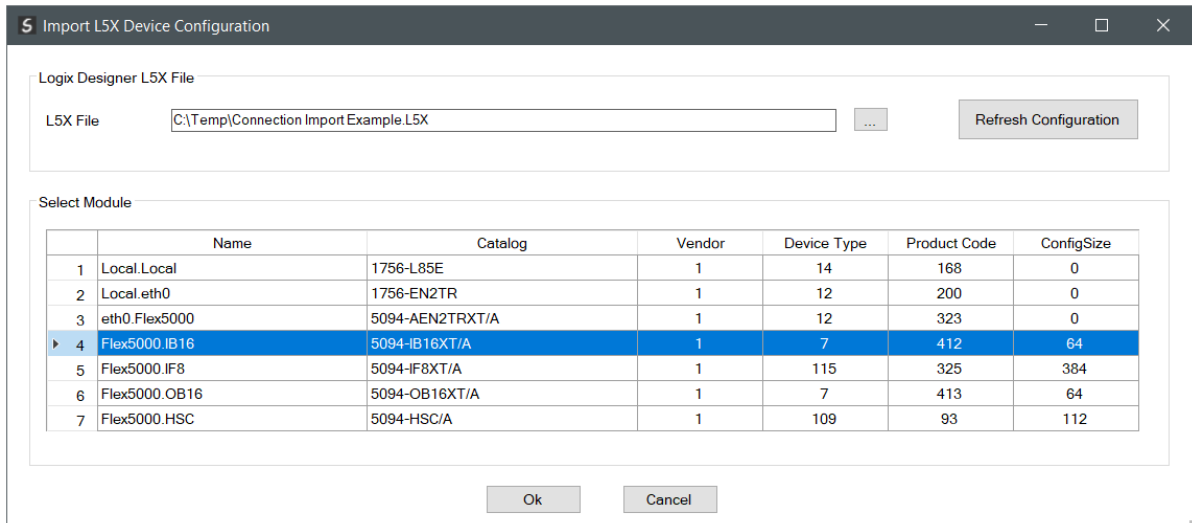 Import L5X Device Configuration
Logix Designer L5X File
L5X File C:\Temp\Connection Import Example.L5X ... Refresh Configuration
Select Module
Name Catalog Vendor Device Type Product Code ConfigSize
1 Local.Local 1756-L85E 1 14 168 0
2 Local.eth0 1756-EN2TR 1 12 200 0
3 eth0.Flex5000 5094-AEN2TRXT/A 1 12 323 0
4 Flex5000.IB16 5094-IB16XT/A 1 7 412 64
5 Flex5000.IF8 5094-IF8XT/A 1 115 325 384
6 Flex5000.OB16 5094-OB16XT/A 1 7 413 64
7 Flex5000.HSC 5094-HSC/A 1 109 93 112
Ok Cancel